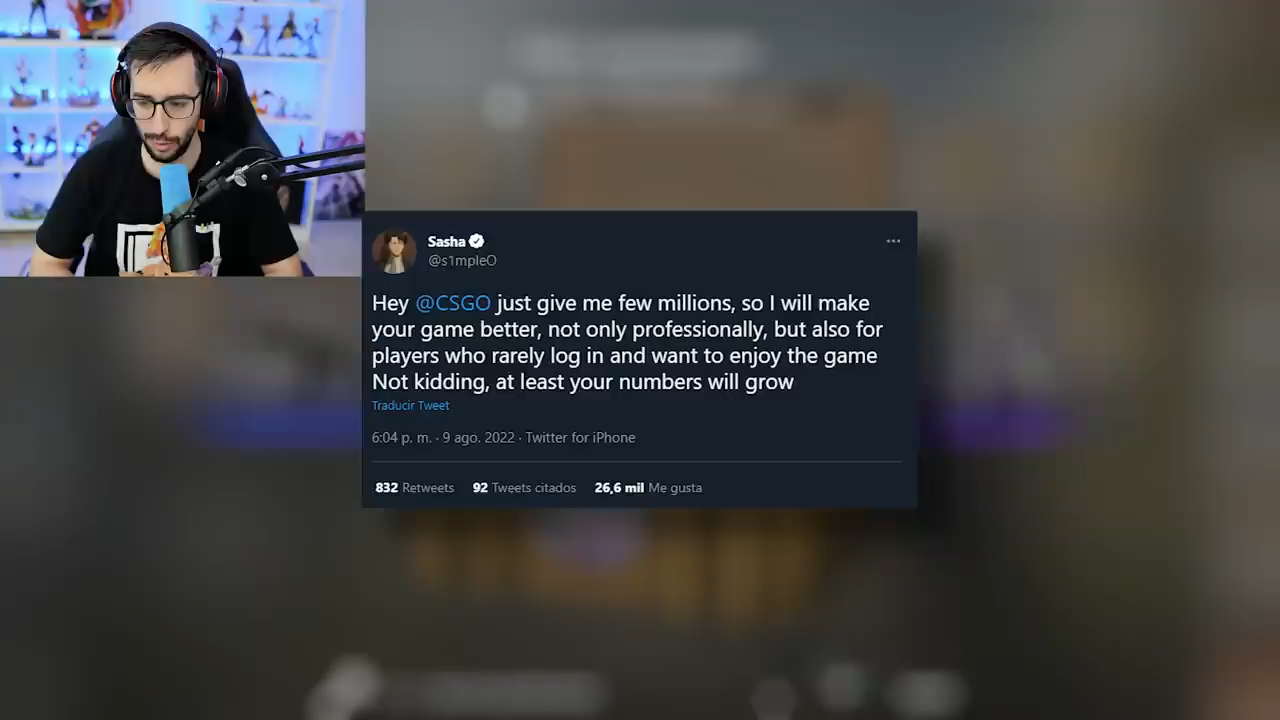 Sasha
@s1mpleO
Hey @CSGO just give me few millions, so I will make
your game better, not only professionally, but also for
players who rarely log in and want to enjoy the game
Not kidding, at least your numbers will grow
Traducir Tweet
6:04 p. m. · 9 ago. 2022 · Twitter for iPhone
832 Retweets 92 Tweets citados 26,6 mil Me gusta